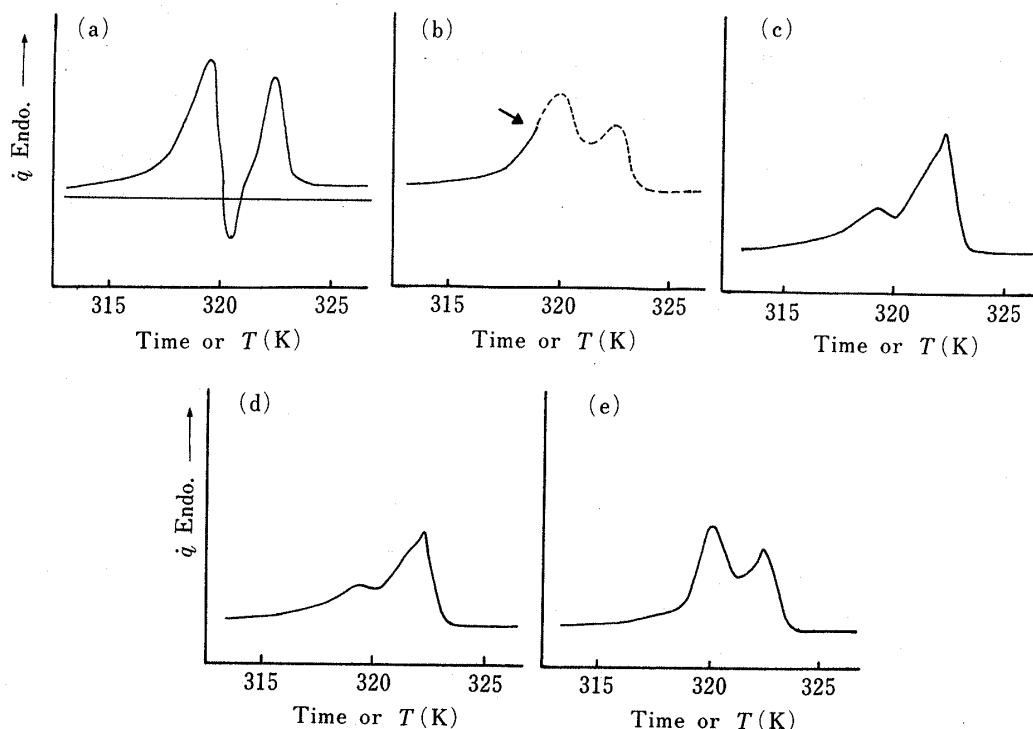 (a)
q̇ Endo. →
315 320 325
Time or T (K)
(b)
315 320 325
Time or T (K)
(c)
315 320 325
Time or T (K)
(d)
q̇ Endo. →
315 320 325
Time or T (K)
(e)
315 320 325
Time or T (K)